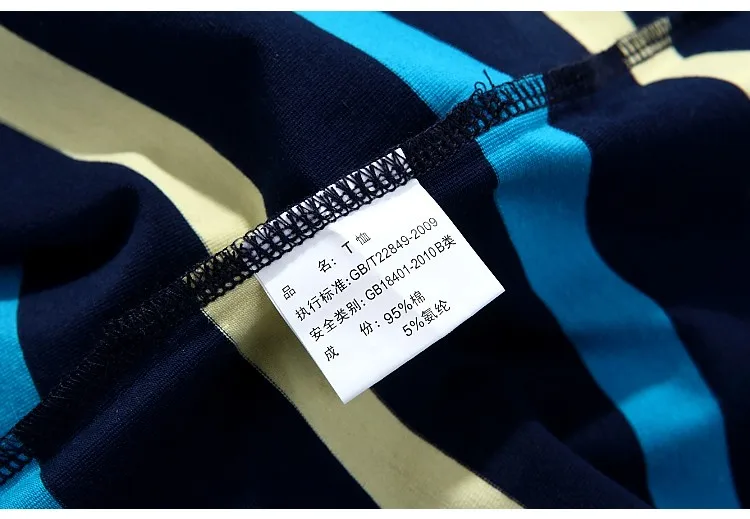 品 名: T 恤
执行标准:GB/T22849-2009
安全类别: GB18401-2010B类
成 份: 95%棉
5%氨纶